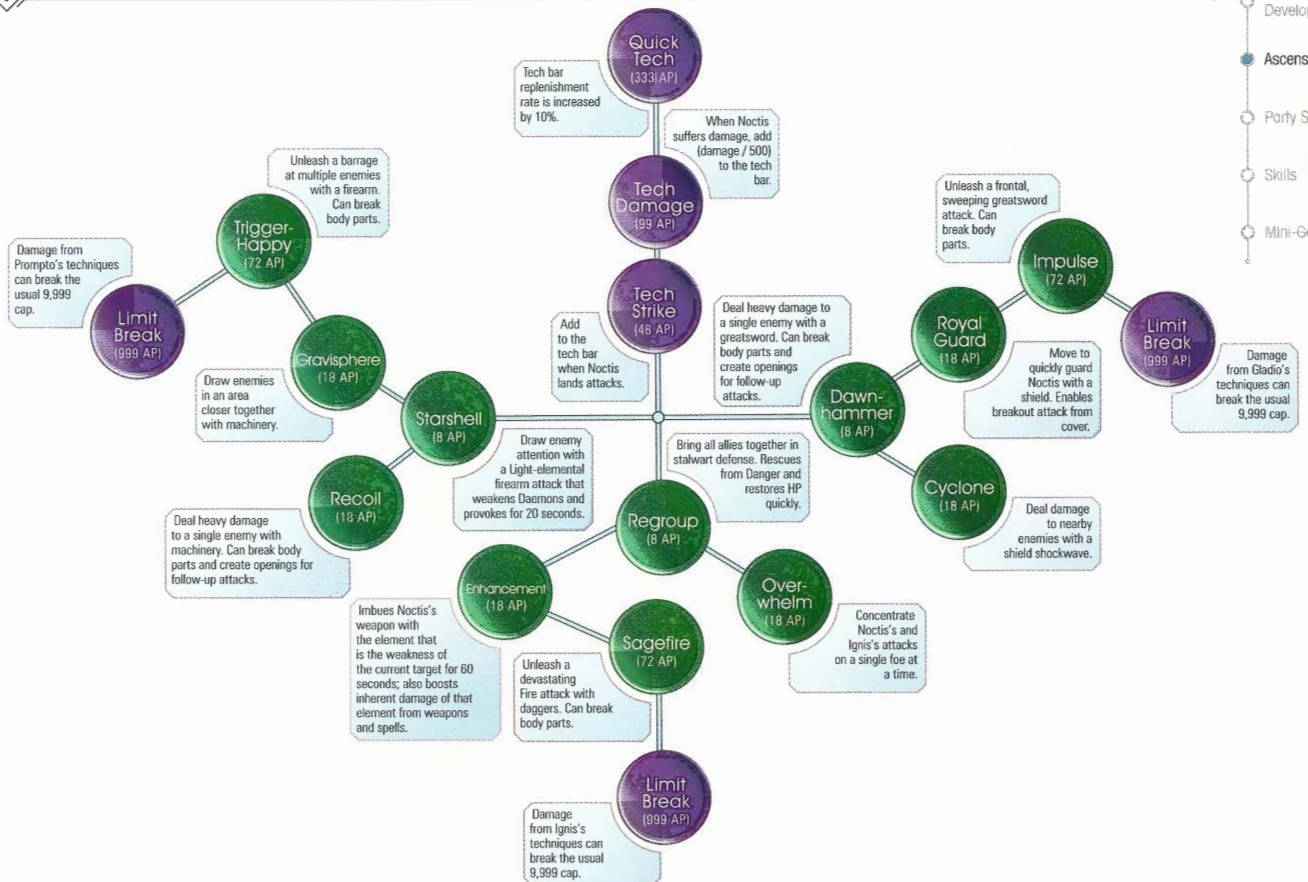 Quick
Tech
(333 AP)
Tech bar
replenishment
rate is increased
by 10%.
When Noctis
suffers damage, add
(damage / 500)
to the tech
bar.
Tech
Damage
(99 AP)
Tech
Strike
(48 AP)
Add
to the
tech bar
when Noctis
lands attacks.
Unleash a barrage
at multiple enemies
with a firearm.
Can break
body parts.
Trigger-
Happy
(72 AP)
Damage from
Prompto's techniques
can break the
usual 9,999
cap.
Limit
Break
(999 AP)
Gravisphere
(18 AP)
Draw enemies
in an area
closer together
with machinery.
Starshell
(8 AP)
Draw enemy
attention with
a Light-elemental
firearm attack that
weakens Daemons and
provokes for 20 seconds.
Recoil
(18 AP)
Deal heavy damage
to a single enemy with
machinery. Can break body
parts and create openings for
follow-up attacks.
Unleash a frontal,
sweeping greatsword
attack. Can
break body
parts.
Impulse
(72 AP)
Deal heavy damage to
a single enemy with a
greatsword. Can break
body parts and
create openings
for follow-up
attacks.
Royal
Guard
(18 AP)
Limit
Break
(999 AP)
Move to
quickly guard
Noctis with a
shield. Enables
breakout attack from
cover.
Damage
from Gladio's
techniques can
break the usual
9,999 cap.
Dawn-
hammer
(8 AP)
Cyclone
(18 AP)
Deal damage
to nearby
enemies with a
shield shockwave.
Bring all allies together in
stalwart defense. Rescues
from Danger and
restores HP
quickly.
Regroup
(8 AP)
Enhancement
(18 AP)
Imbues Noctis's
weapon with
the element that
is the weakness of
the current target for 60
seconds; also boosts
inherent damage of that
element from weapons
and spells.
Over-
whelm
(18 AP)
Concentrate
Noctis's and
Ignis's attacks
on a single foe at
a time.
Sagefire
(72 AP)
Unleash a
devastating
Fire attack with
daggers. Can break
body parts.
Limit
Break
(999 AP)
Damage
from Ignis's
techniques can
break the usual
9,999 cap.
Develop
Ascens
Party S
Skills
Mini-G